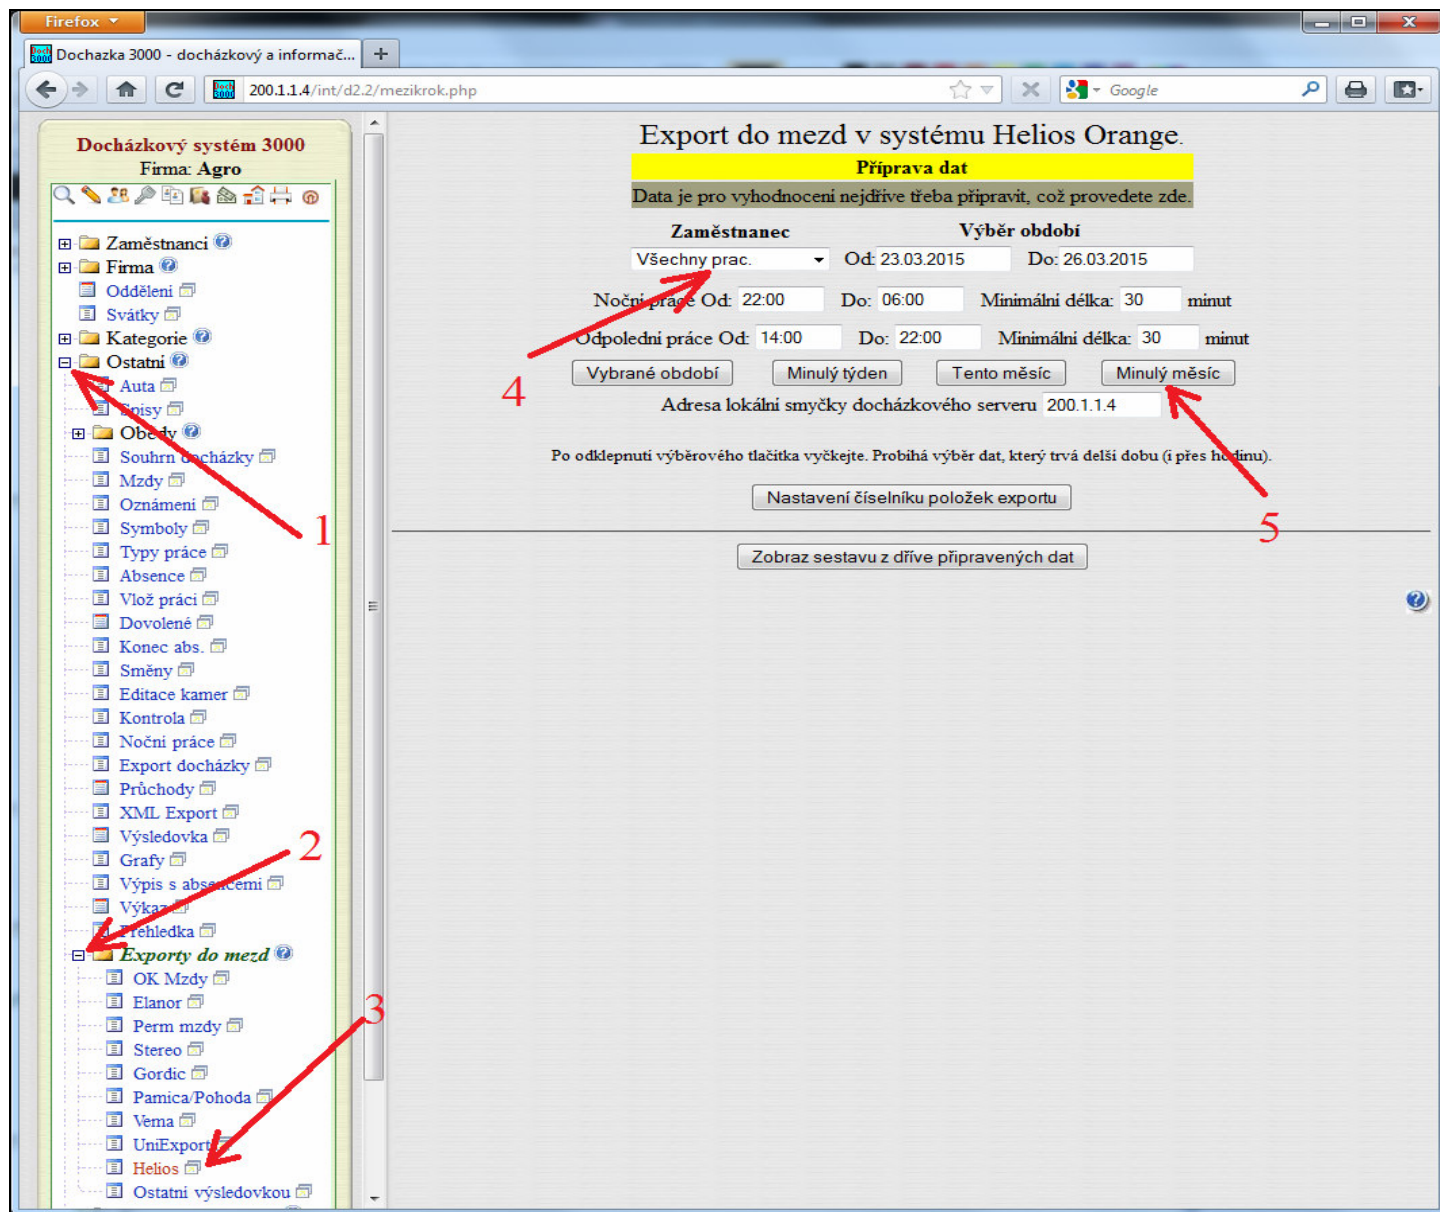 Firefox
Dochazka 3000 - docházkový a informač...
200.1.1.4/int/d2.2/mezikrok.php
Google
Docházkový systém 3000
Firma: Agro
Zaměstnanci
Firma
Oddělení
Svátky
Kategorie
Ostatní
Auta
Spisy
Obědy
Souhrn docházky
Mzdy
Oznámení
Symboly
Typy práce
Absence
Vlož práci
Dovolené
Konec abs.
Směny
Editace kamer
Kontrola
Noční práce
Export docházky
Průchody
XML Export
Výsledovka
Grafy
Výpis s absencemi
Výkaz
Přehledka
Exporty do mezd
OK Mzdy
Elanor
Perm mzdy
Stereo
Gordic
Pamica/Pohoda
Vema
UniExport
Helios
Ostatní výsledovkou
1
2
3
Export do mezd v systému Helios Orange.
Příprava dat
Data je pro vyhodnocení nejdříve třeba připravit, což provedete zde.
Zaměstnanec Výběr období
Všechny prac. Od: 23.03.2015 Do: 26.03.2015
Noční práce Od: 22:00 Do: 06:00 Minimální délka: 30 minut
Odpolední práce Od: 14:00 Do: 22:00 Minimální délka: 30 minut
Vybrané období Minulý týden Tento měsíc Minulý měsíc
Adresa lokální smyčky docházkového serveru 200.1.1.4
4
Po odklepnutí výběrového tlačítka vyčkejte. Probíhá výběr dat, který trvá delší dobu (i přes hodinu).
Nastavení číselníku položek exportu
5
Zobraz sestavu z dříve připravených dat